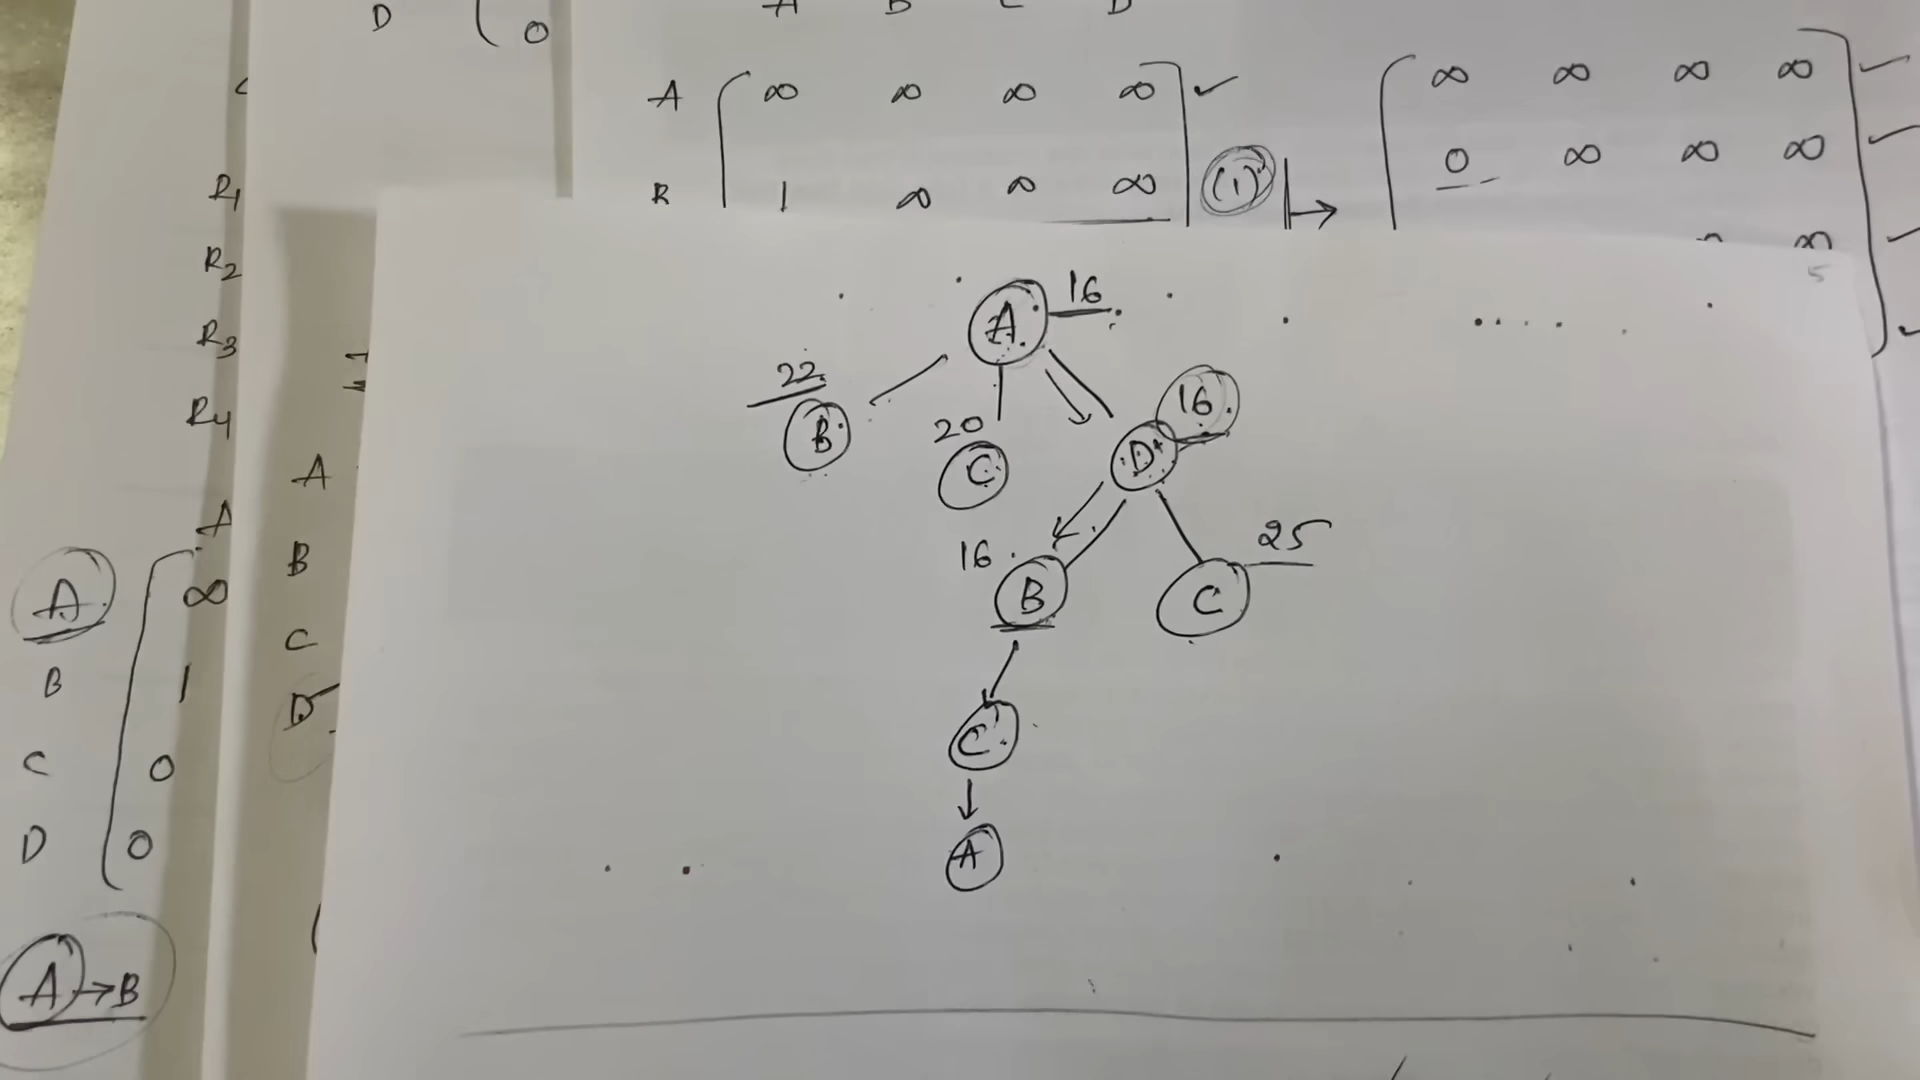 D ( 0
A B C D
A ∞ ∞ ∞ ∞ ✓
B 1 ∞ ∞ ∞ (1) →
∞ ∞ ∞ ∞ ✓
0 ∞ ∞ ∞ ✓
∞ ✓
R1
R2
R3
R4
A
A ∞
B 1
C 0
D 0
A→B
A
B
C
D
A 16
22
B
20
C
D 16
16
B
C 25
C
A